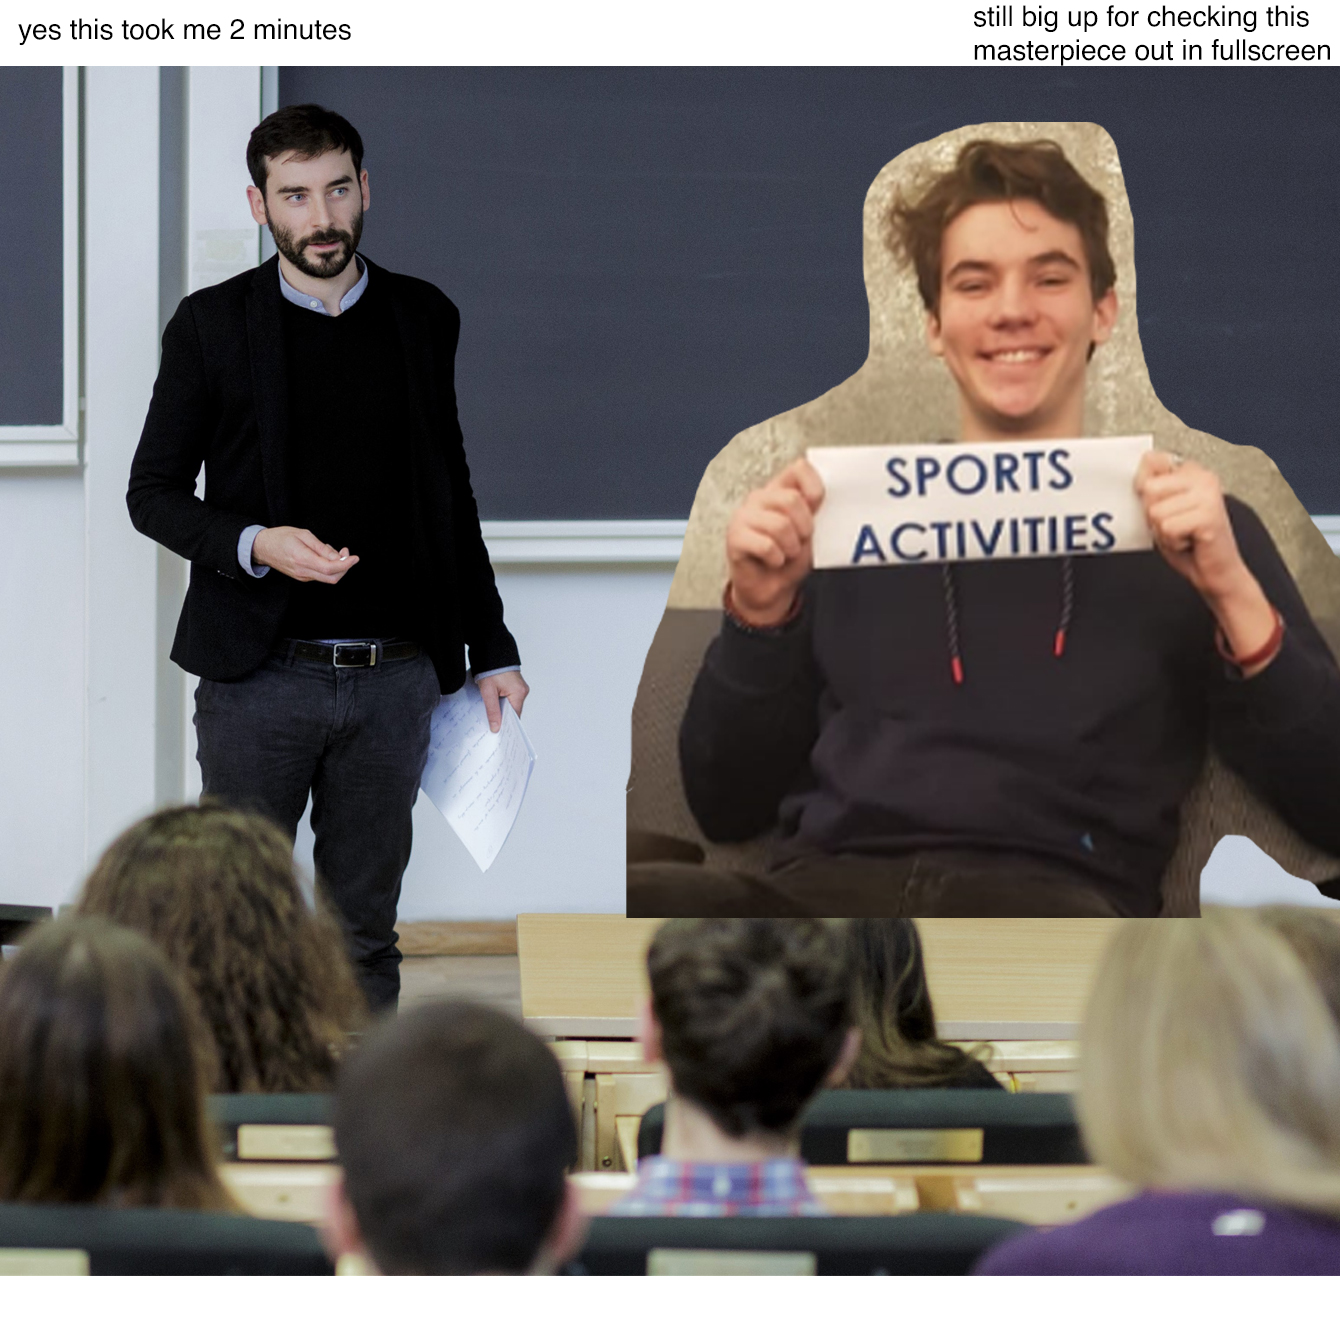 yes this took me 2 minutes
still big up for checking this
masterpiece out in fullscreen
SPORTS
ACTIVITIES